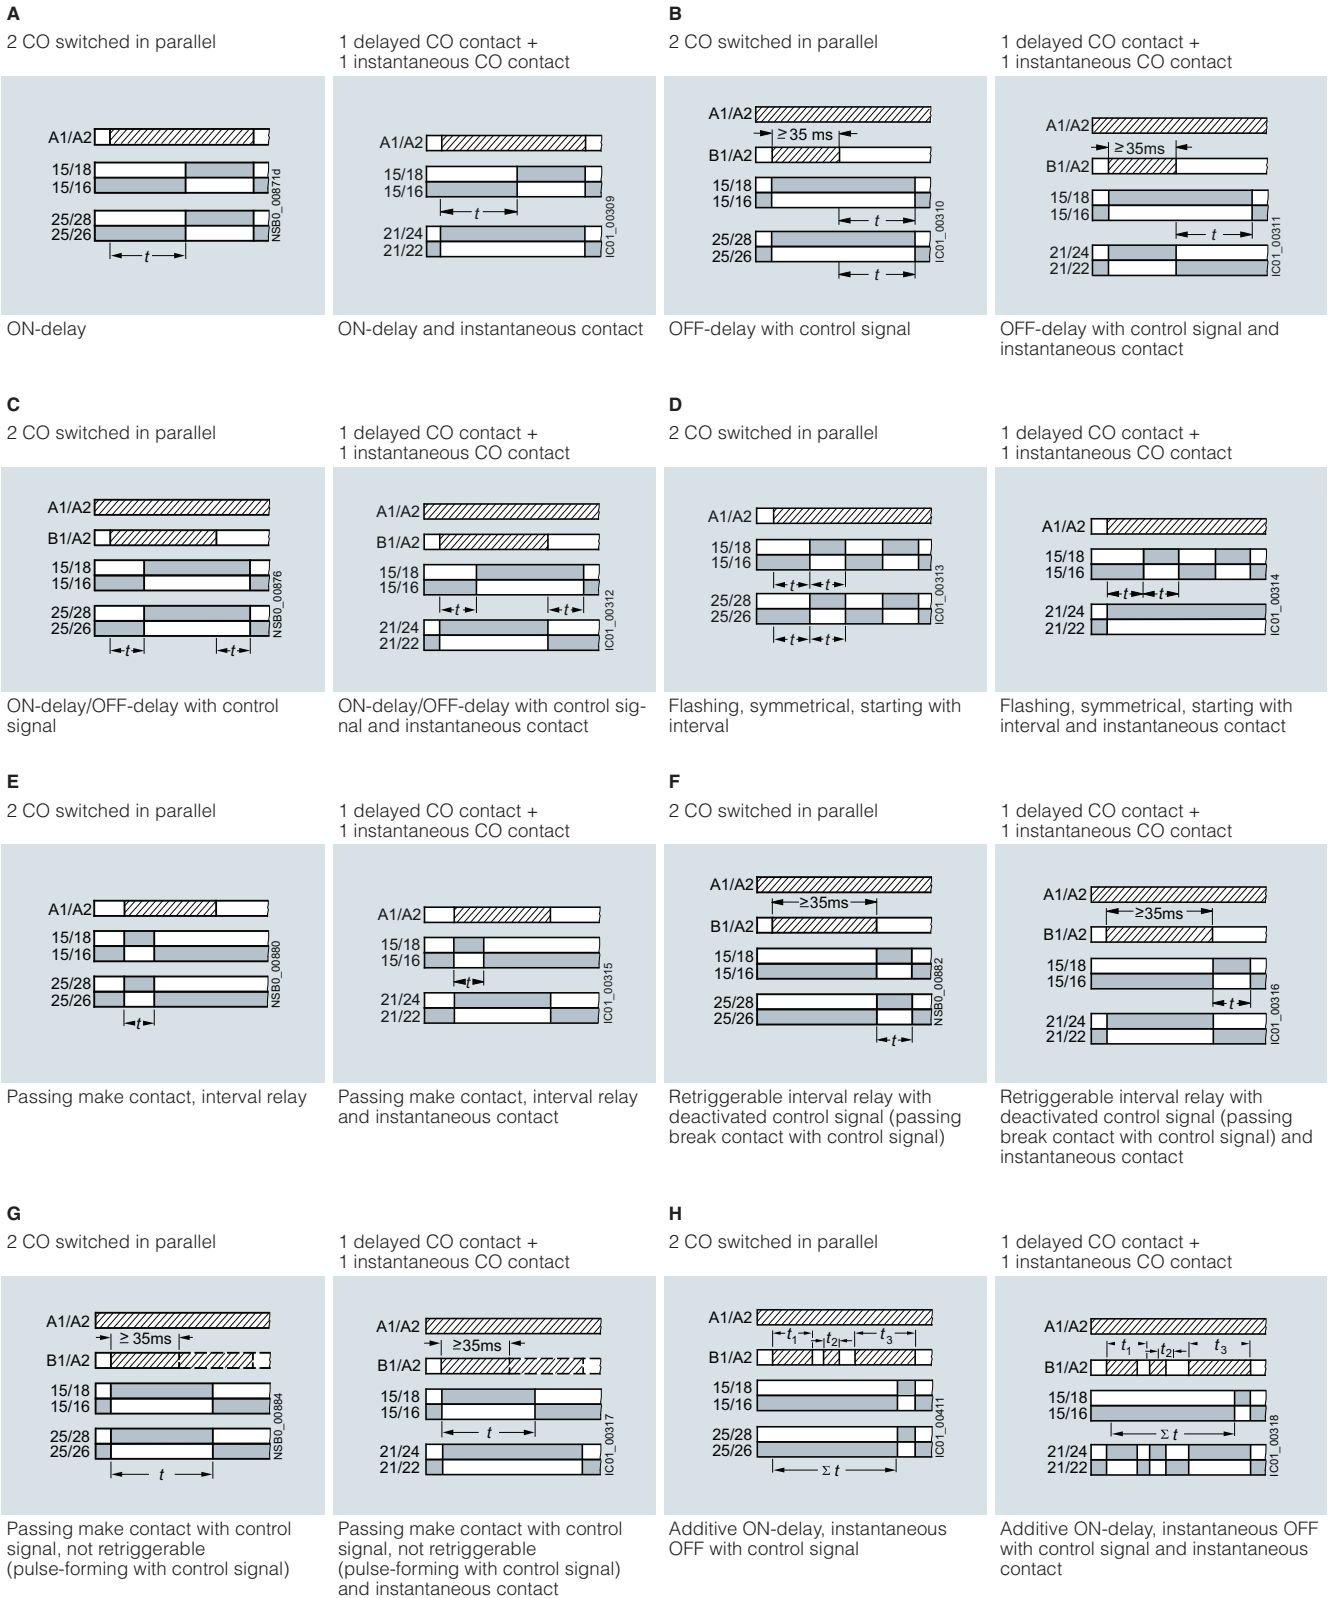 A
2 CO switched in parallel
1 delayed CO contact +
1 instantaneous CO contact
A1/A2
15/18
15/16
25/28
25/26
t
NSB0_00871d
ON-delay
A1/A2
15/18
15/16
t
21/24
21/22
IC01_00309
ON-delay and instantaneous contact
B
2 CO switched in parallel
1 delayed CO contact +
1 instantaneous CO contact
A1/A2
≥ 35 ms
B1/A2
15/18
15/16
t
25/28
25/26
t
IC01_00310
OFF-delay with control signal
A1/A2
≥ 35ms
B1/A2
15/18
15/16
t
21/24
21/22
IC01_00311
OFF-delay with control signal and
instantaneous contact
C
2 CO switched in parallel
1 delayed CO contact +
1 instantaneous CO contact
A1/A2
B1/A2
15/18
15/16
25/28
25/26
t
t
NSB0_00876
ON-delay/OFF-delay with control
signal
A1/A2
B1/A2
15/18
15/16
t
t
21/24
21/22
IC01_00312
ON-delay/OFF-delay with control sig-
nal and instantaneous contact
D
2 CO switched in parallel
1 delayed CO contact +
1 instantaneous CO contact
A1/A2
15/18
15/16
t
t
25/28
25/26
t
t
IC01_00313
Flashing, symmetrical, starting with
interval
A1/A2
15/18
15/16
t
t
21/24
21/22
IC01_00314
Flashing, symmetrical, starting with
interval and instantaneous contact
E
2 CO switched in parallel
1 delayed CO contact +
1 instantaneous CO contact
A1/A2
15/18
15/16
25/28
25/26
t
NSB0_00880
Passing make contact, interval relay
A1/A2
15/18
15/16
t
21/24
21/22
IC01_00315
Passing make contact, interval relay
and instantaneous contact
F
2 CO switched in parallel
1 delayed CO contact +
1 instantaneous CO contact
A1/A2
≥35ms
B1/A2
15/18
15/16
25/28
25/26
t
NSB0_00882
Retriggerable interval relay with
deactivated control signal (passing
break contact with control signal)
A1/A2
≥35ms
B1/A2
15/18
15/16
t
21/24
21/22
IC01_00316
Retriggerable interval relay with
deactivated control signal (passing
break contact with control signal) and
instantaneous contact
G
2 CO switched in parallel
1 delayed CO contact +
1 instantaneous CO contact
A1/A2
≥ 35ms
B1/A2
15/18
15/16
25/28
25/26
t
NSB0_00884
Passing make contact with control
signal, not retriggerable
(pulse-forming with control signal)
A1/A2
≥35ms
B1/A2
15/18
15/16
t
21/24
21/22
IC01_00317
Passing make contact with control
signal, not retriggerable
(pulse-forming with control signal)
and instantaneous contact
H
2 CO switched in parallel
1 delayed CO contact +
1 instantaneous CO contact
A1/A2
t1 t2 t3
B1/A2
15/18
15/16
25/28
25/26
Σ t
IC01_00411
Additive ON-delay, instantaneous
OFF with control signal
A1/A2
t1 t2 t3
B1/A2
15/18
15/16
Σ t
21/24
21/22
IC01_00318
Additive ON-delay, instantaneous OFF
with control signal and instantaneous
contact